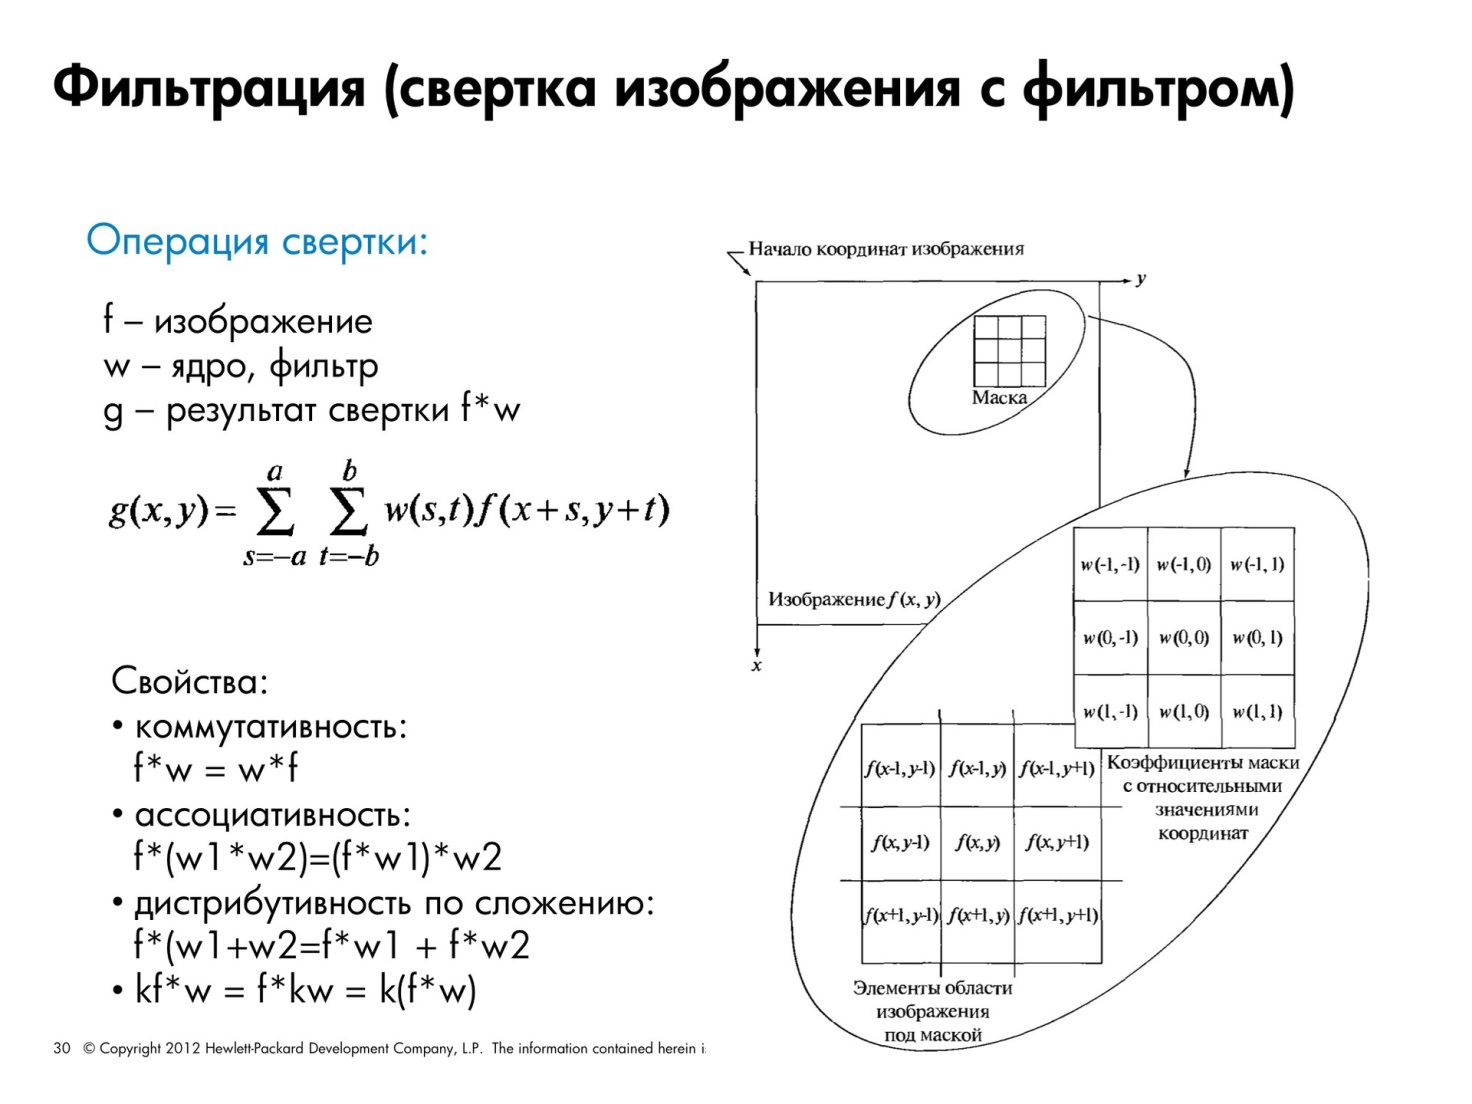 Фильтрация (свертка изображения с фильтром)
Операция свертки:
f – изображение
w – ядро, фильтр
g – результат свертки f*w
a b
g(x,y)= ∑ ∑ w(s,t)f(x+s,y+t)
s=–a t=–b
Свойства:
• коммутативность:
f*w = w*f
• ассоциативность:
f*(w1*w2)=(f*w1)*w2
• дистрибутивность по сложению:
f*(w1+w2=f*w1 + f*w2
• kf*w = f*kw = k(f*w)
Начало координат изображения
y
Маска
Изображение f(x, y)
x
w(-1,-1) w(-1,0) w(-1,1)
w(0,-1) w(0,0) w(0,1)
w(1,-1) w(1,0) w(1,1)
Коэффициенты маски
с относительными
значениями
координат
f(x-1,y-1) f(x-1,y) f(x-1,y+1)
f(x,y-1) f(x,y) f(x,y+1)
f(x+1,y-1) f(x+1,y) f(x+1,y+1)
Элементы области
изображения
под маской
30 © Copyright 2012 Hewlett-Packard Development Company, L.P. The information contained herein